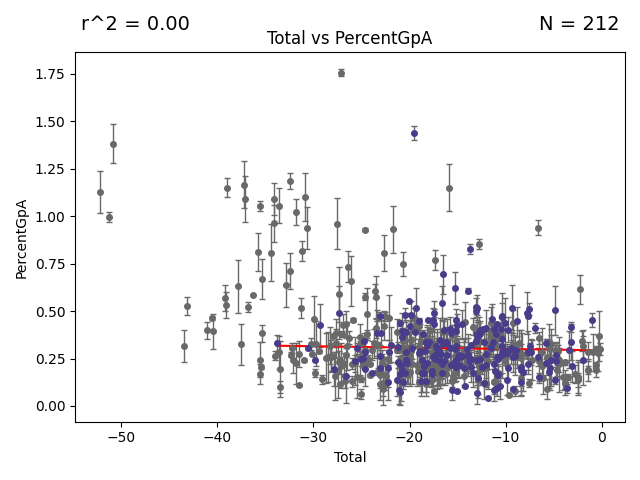 r^2 = 0.00
N = 212
Total vs PercentGpA
PercentGpA
1.75
1.50
1.25
1.00
0.75
0.50
0.25
0.00
−50
−40
−30
−20
−10
0
Total